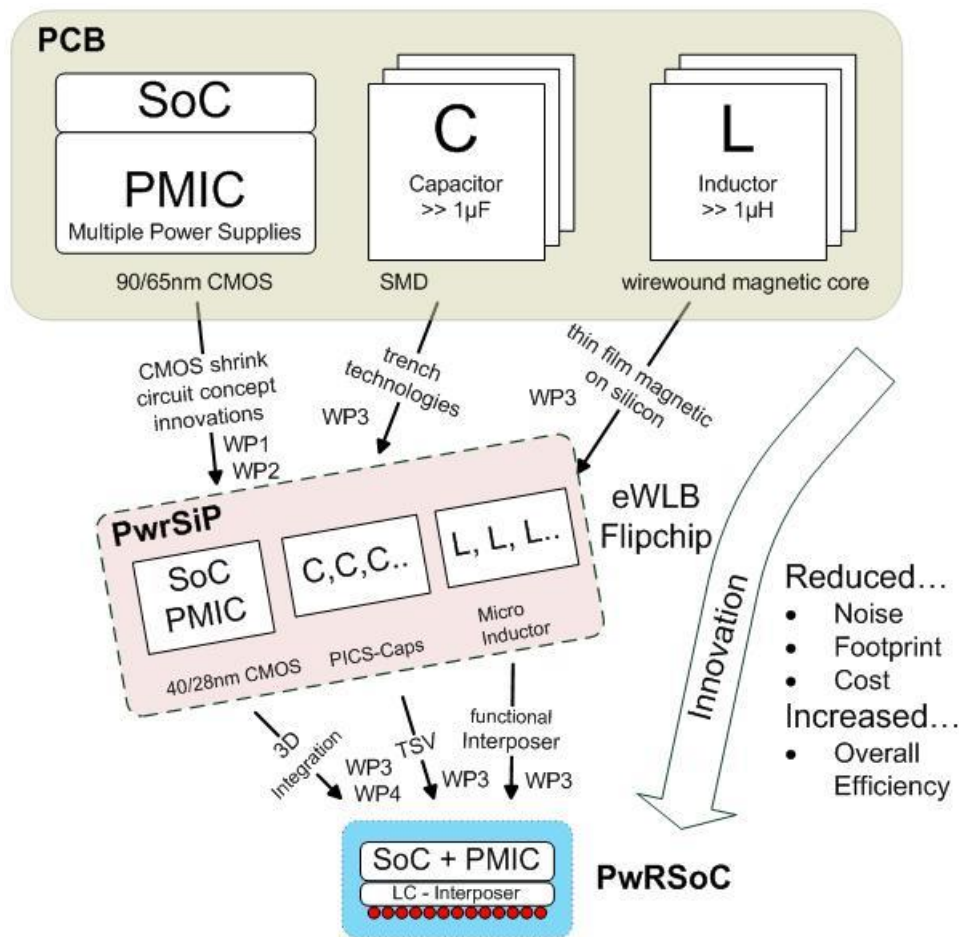 PCB
SoC
PMIC
Multiple Power Supplies
90/65nm CMOS
C
Capacitor
>> 1µF
SMD
L
Inductor
>> 1µH
wirewound magnetic core
CMOS shrink
circuit concept
innovations
WP1
WP2
trench
technologies
WP3
thin film magnetic
on silicon
WP3
PwrSiP
SoC
PMIC
40/28nm CMOS
C,C,C..
PICS-Caps
L, L, L..
Micro
Inductor
eWLB
Flipchip
Innovation
Reduced…
• Noise
• Footprint
• Cost
Increased…
• Overall
Efficiency
3D
Integration
WP3
WP4
TSV
WP3
functional
Interposer
WP3
SoC + PMIC
LC - Interposer
PwRSoC